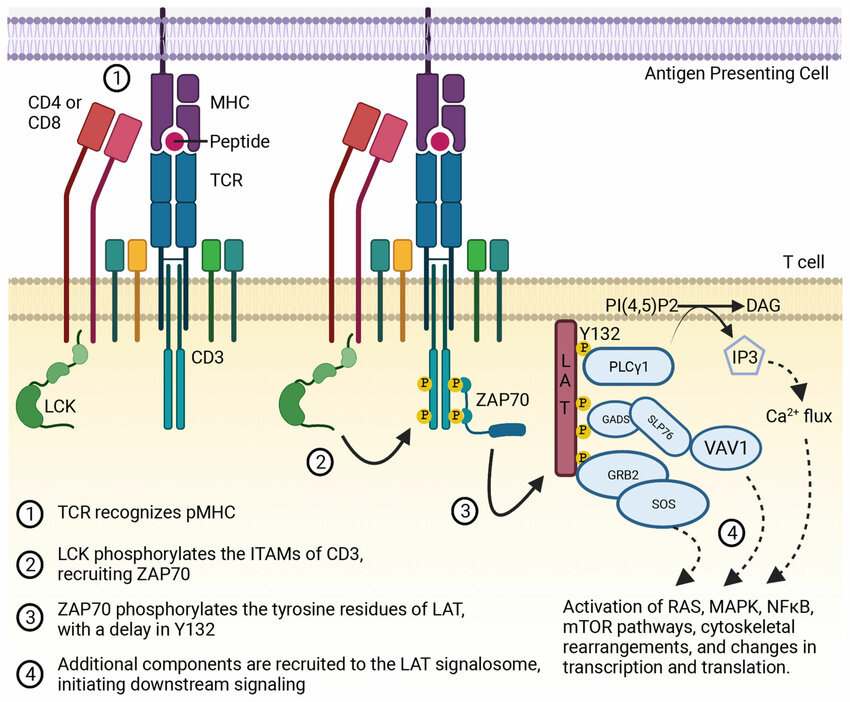 Antigen Presenting Cell
1
CD4 or
CD8
MHC
Peptide
TCR
T cell
PI(4,5)P2
DAG
Y132
P
PLCγ1
IP3
LAT
CD3
LCK
P
P
P
P
ZAP70
P
P
GADS
SLP76
VAV1
Ca²⁺ flux
2
3
P
GRB2
SOS
4
1 TCR recognizes pMHC
2 LCK phosphorylates the ITAMs of CD3,
recruiting ZAP70
3 ZAP70 phosphorylates the tyrosine residues of LAT,
with a delay in Y132
4 Additional components are recruited to the LAT signalosome,
initiating downstream signaling
Activation of RAS, MAPK, NFκB,
mTOR pathways, cytoskeletal
rearrangements, and changes in
transcription and translation.